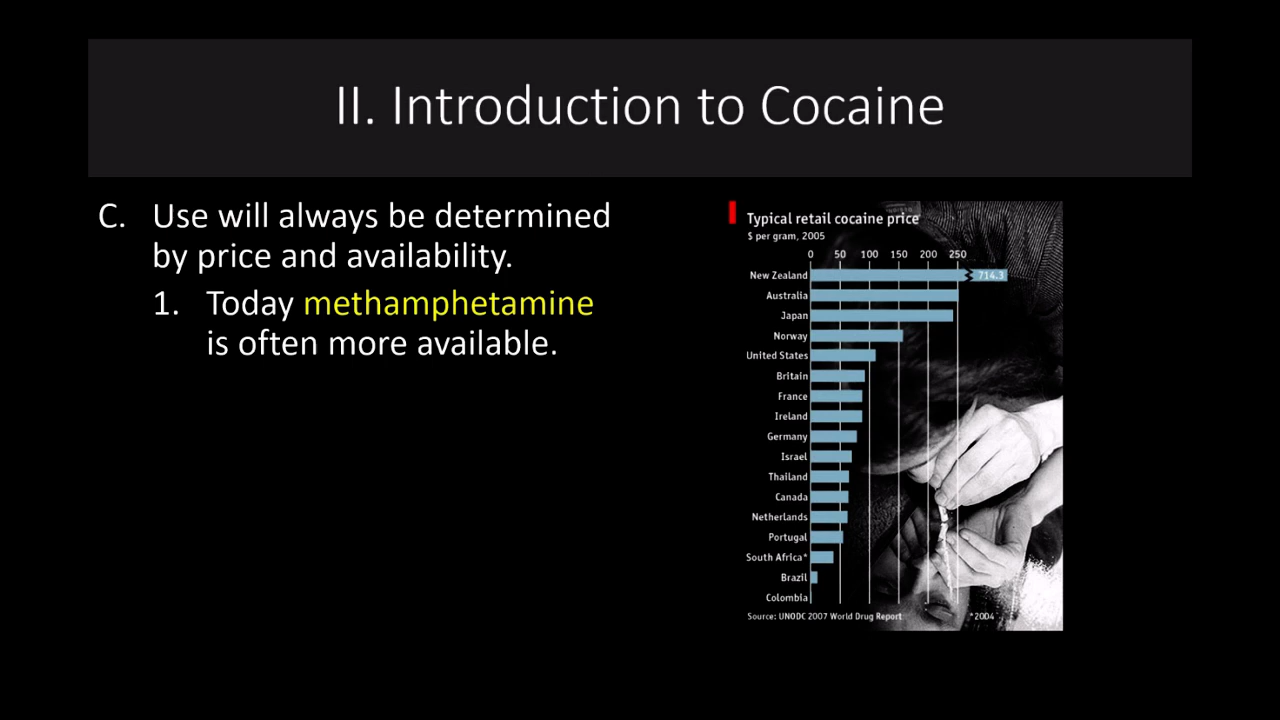 II. Introduction to Cocaine
C. Use will always be determined
by price and availability.
1. Today methamphetamine
is often more available.
Typical retail cocaine price
$ per gram, 2005
0 50 100 150 200 250
New Zealand 714.3
Australia
Japan
Norway
United States
Britain
France
Ireland
Germany
Israel
Thailand
Canada
Netherlands
Portugal
South Africa*
Brazil
Colombia
Source: UNODC 2007 World Drug Report *2004